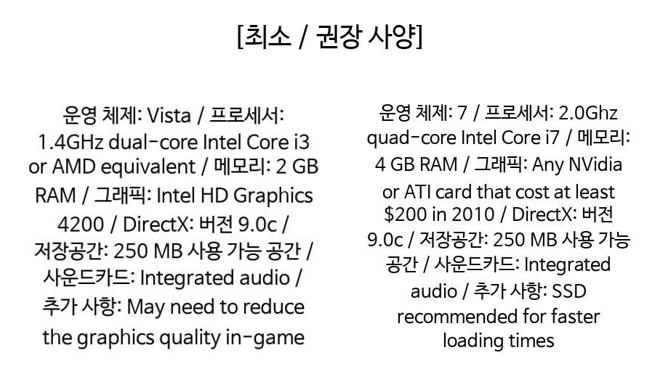 [최소 / 권장 사양]
운영 체제: Vista / 프로세서:
1.4GHz dual-core Intel Core i3
or AMD equivalent / 메모리: 2 GB
RAM / 그래픽: Intel HD Graphics
4200 / DirectX: 버전 9.0c /
저장공간: 250 MB 사용 가능 공간 /
사운드카드: Integrated audio /
추가 사항: May need to reduce
the graphics quality in-game
운영 체제: 7 / 프로세서: 2.0Ghz
quad-core Intel Core i7 / 메모리:
4 GB RAM / 그래픽: Any NVidia
or ATI card that cost at least
$200 in 2010 / DirectX: 버전
9.0c / 저장공간: 250 MB 사용 가능
공간 / 사운드카드: Integrated
audio / 추가 사항: SSD
recommended for faster
loading times